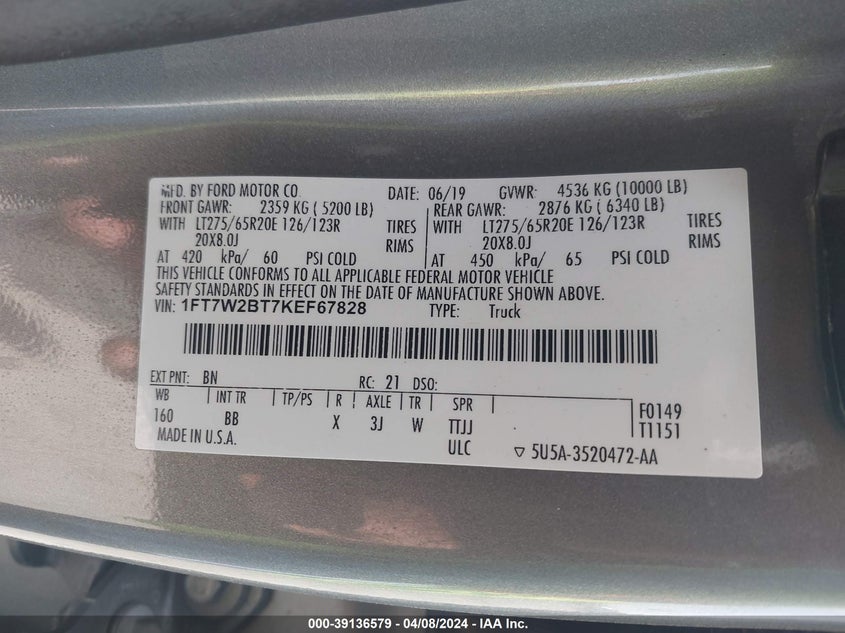 MFD. BY FORD MOTOR CO. DATE: 06/19 GVWR: 4536 KG (10000 LB)
FRONT GAWR: 2359 KG ( 5200 LB) REAR GAWR: 2876 KG ( 6340 LB)
WITH LT275/65R20E 126/123R TIRES WITH LT275/65R20E 126/123R TIRES
20X8.0J RIMS 20X8.0J RIMS
AT 420 kPa/ 60 PSI COLD AT 450 kPa/ 65 PSI COLD
THIS VEHICLE CONFORMS TO ALL APPLICABLE FEDERAL MOTOR VEHICLE
SAFETY STANDARDS IN EFFECT ON THE DATE OF MANUFACTURE SHOWN ABOVE.
VIN: 1FT7W2BT7KEF67828 TYPE: Truck
EXT PNT: BN RC: 21 DSO:
WB INT TR TP/PS R AXLE TR SPR F0149
160 BB X 3J W TTJJ T1151
MADE IN U.S.A. ULC 5U5A-3520472-AA
000-39136579 — 04/08/2024 — IAA Inc.